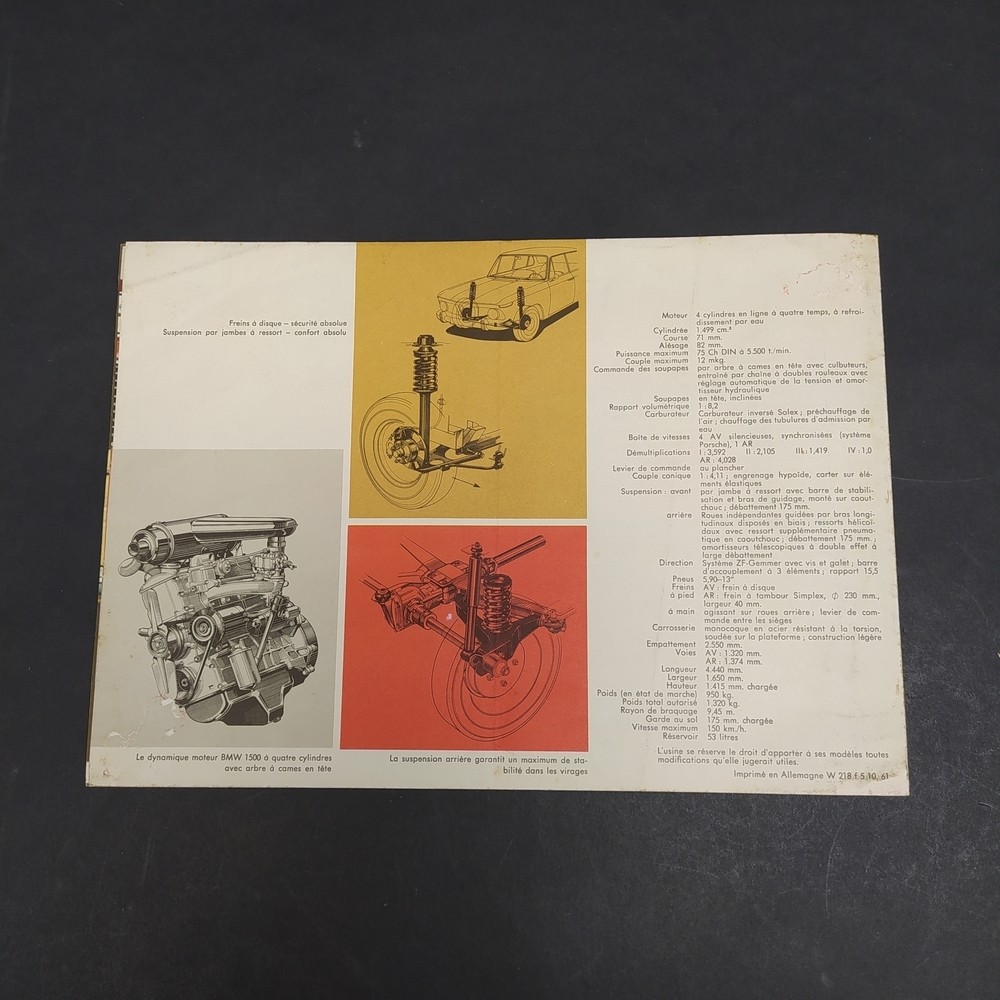 Freins à disque – sécurité absolue
Suspension par jambes à ressort – confort absolu
Le dynamique moteur BMW 1500 à quatre cylindres
avec arbre à cames en tête
La suspension arrière garantit un maximum de sta-
bilité dans les virages
Moteur 4 cylindres en ligne à quatre temps, à refroi-
dissement par eau
Cylindrée 1.499 cm.³
Course 71 mm.
Alésage 82 mm.
Puissance maximum 75 Ch DIN à 5.500 t./min.
Couple maximum 12 mkg.
Commande des soupapes par arbre à cames en tête avec culbuteurs,
entraîné par chaîne à doubles rouleaux avec
réglage automatique de la tension et amor-
tisseur hydraulique
Soupapes en tête, inclinées
Rapport volumétrique 1 : 8,2
Carburateur Carburateur inversé Solex ; préchauffage de
l'air ; chauffage des tubulures d'admission par
eau
Boîte de vitesses 4 AV silencieuses, synchronisées (système
Porsche), 1 AR
Démultiplications I : 3,592 II : 2,105 III : 1,419 IV : 1,0
AR : 4,028
Levier de commande au plancher
Couple conique 1 : 4,11 ; engrenage hypoïde, carter sur élé-
ments élastiques
Suspension : avant par jambe à ressort avec barre de stabili-
sation et bras de guidage, monté sur caout-
chouc ; débattement 175 mm.
arrière Roues indépendantes guidées par bras longi-
tudinaux disposés en biais ; ressorts hélicoï-
daux avec ressort supplémentaire pneuma-
tique en caoutchouc ; débattement 175 mm. ;
amortisseurs télescopiques à double effet à
large débattement
Direction Système ZF-Gemmer avec vis et galet ; barre
d'accouplement à 3 éléments ; rapport 15,5
Pneus 5,90–13"
Freins AV : frein à disque
à pied AR : frein à tambour Simplex, ∅ 230 mm.,
largeur 40 mm.
à main agissant sur roues arrière ; levier de com-
mande entre les sièges
Carrosserie monocoque en acier résistant à la torsion,
soudée sur la plateforme ; construction légère
Empattement 2.550 mm.
Voies AV : 1.320 mm.
AR : 1.374 mm.
Longueur 4.440 mm.
Largeur 1.650 mm.
Hauteur 1.415 mm. chargée
Poids (en état de marche) 950 kg.
Poids total autorisé 1.320 kg.
Rayon de braquage 9,45 m.
Garde au sol 175 mm. chargée
Vitesse maximum 150 km./h.
Réservoir 53 litres
L'usine se réserve le droit d'apporter à ses modèles toutes
modifications qu'elle jugerait utiles.
Imprimé en Allemagne W 218 f 5 10. 61